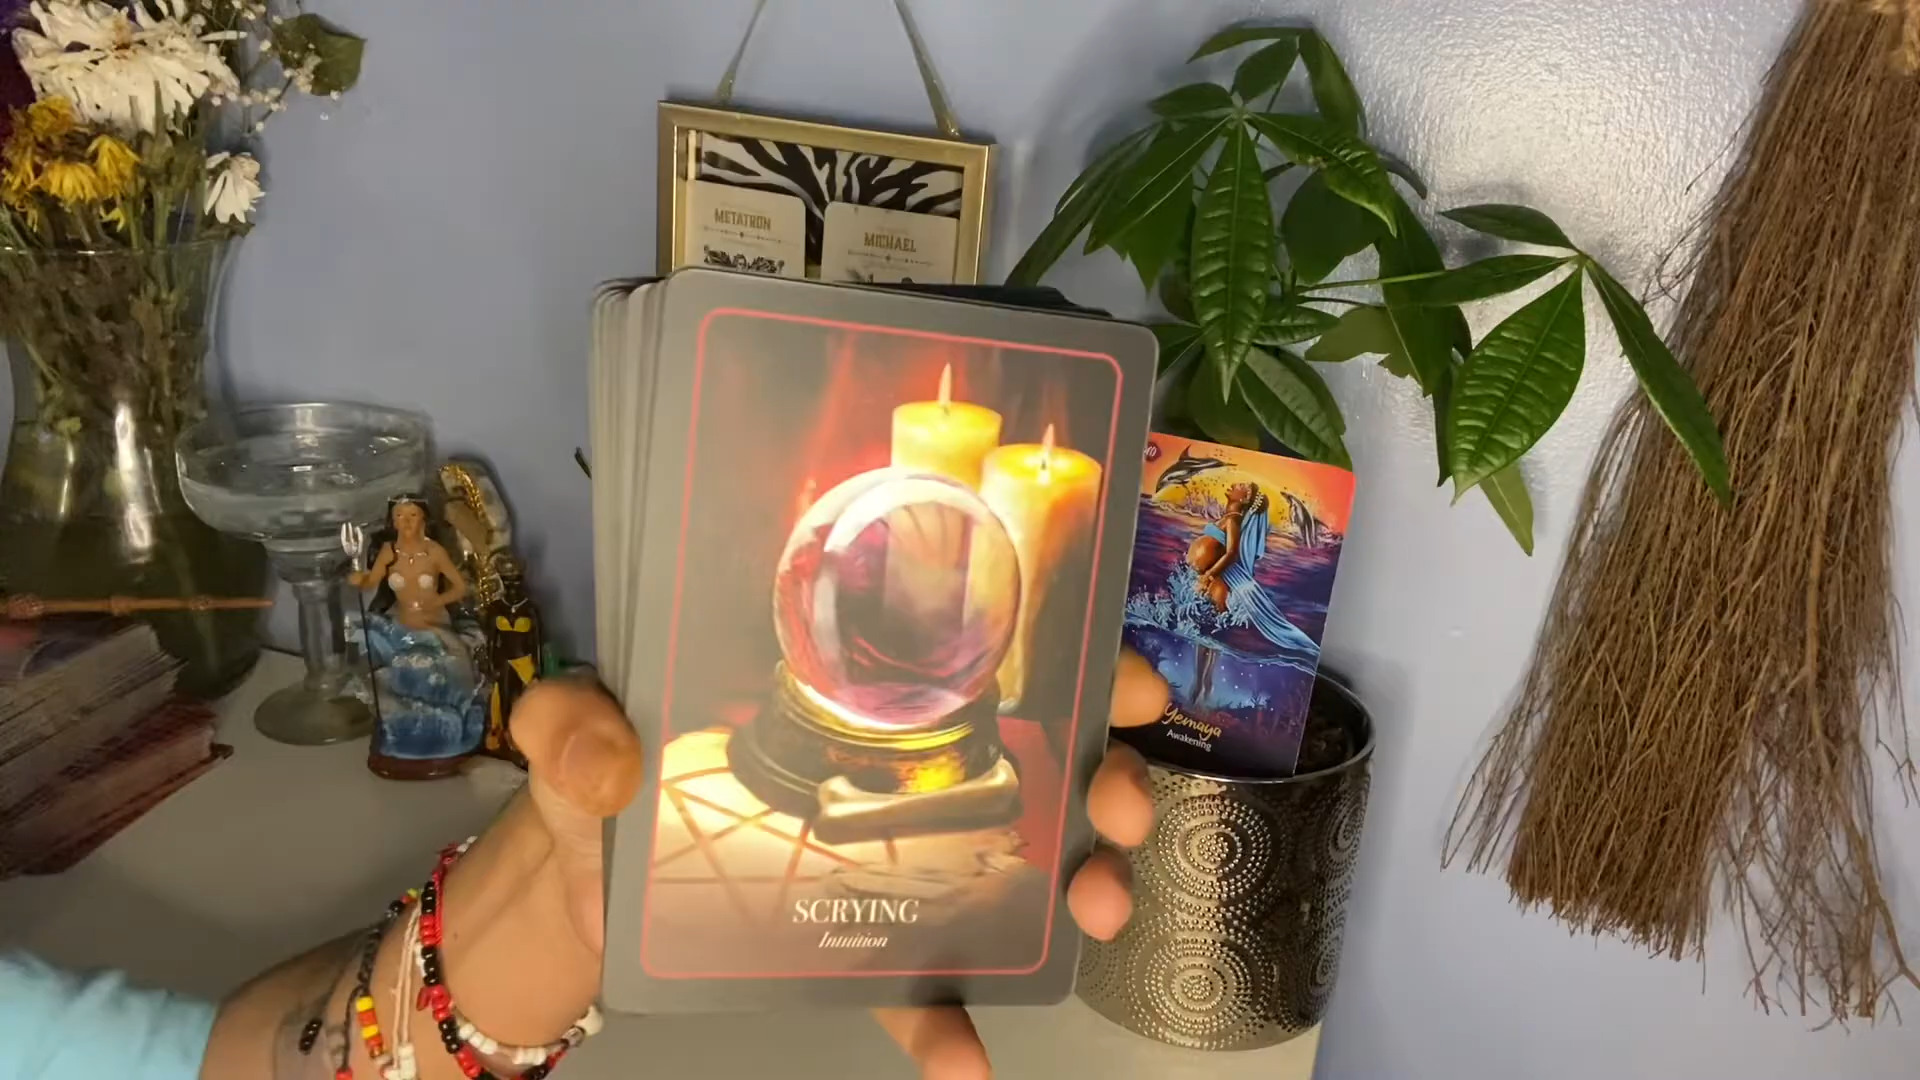 METATRON
MICHAEL
Yemaya
Awakening
SCRYING
Intuition